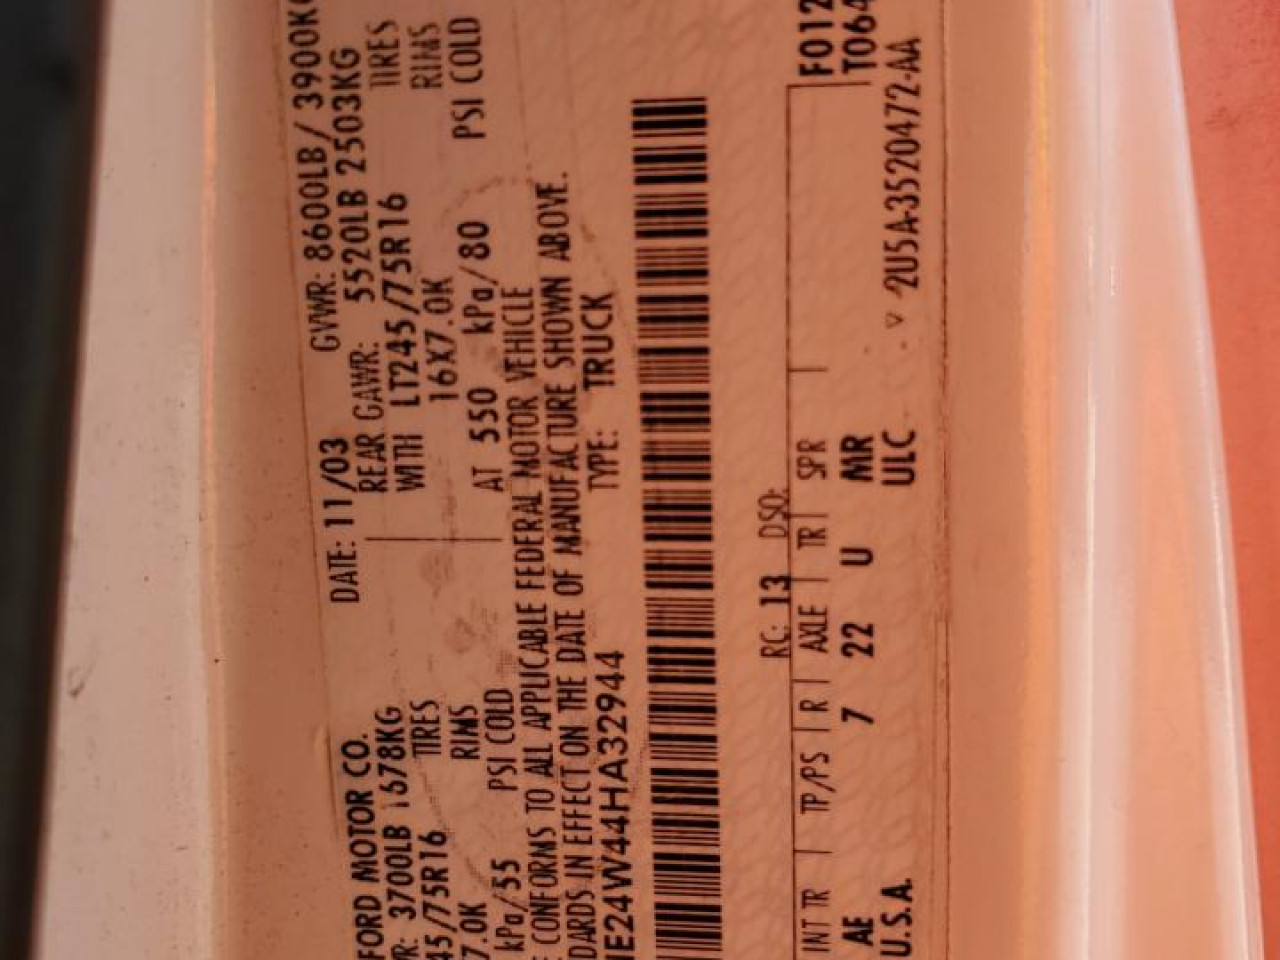 FORD MOTOR CO. DATE: 11/03 GVWR: 8600LB/ 3900K
3700LB 1678KG REAR GAWR: 5520LB 2503KG
45/75R16 TIRES WITH LT245/75R16 TIRES
7.0K RIMS 16X7.0K RIMS
kPa/55 PSI COLD AT 550 kPa/80 PSI COLD
CONFORMS TO ALL APPLICABLE FEDERAL MOTOR VEHICLE
DARDS IN EFFECT ON THE DATE OF MANUFACTURE SHOWN ABOVE.
E24W44HA32944 TYPE: TRUCK
RC: 13 DSO:
INT TR TP/PS R AXLE TR SPR F012
AE 7 22 U MR T064
U.S.A. ULC ▽ 2U5A-3520472-AA